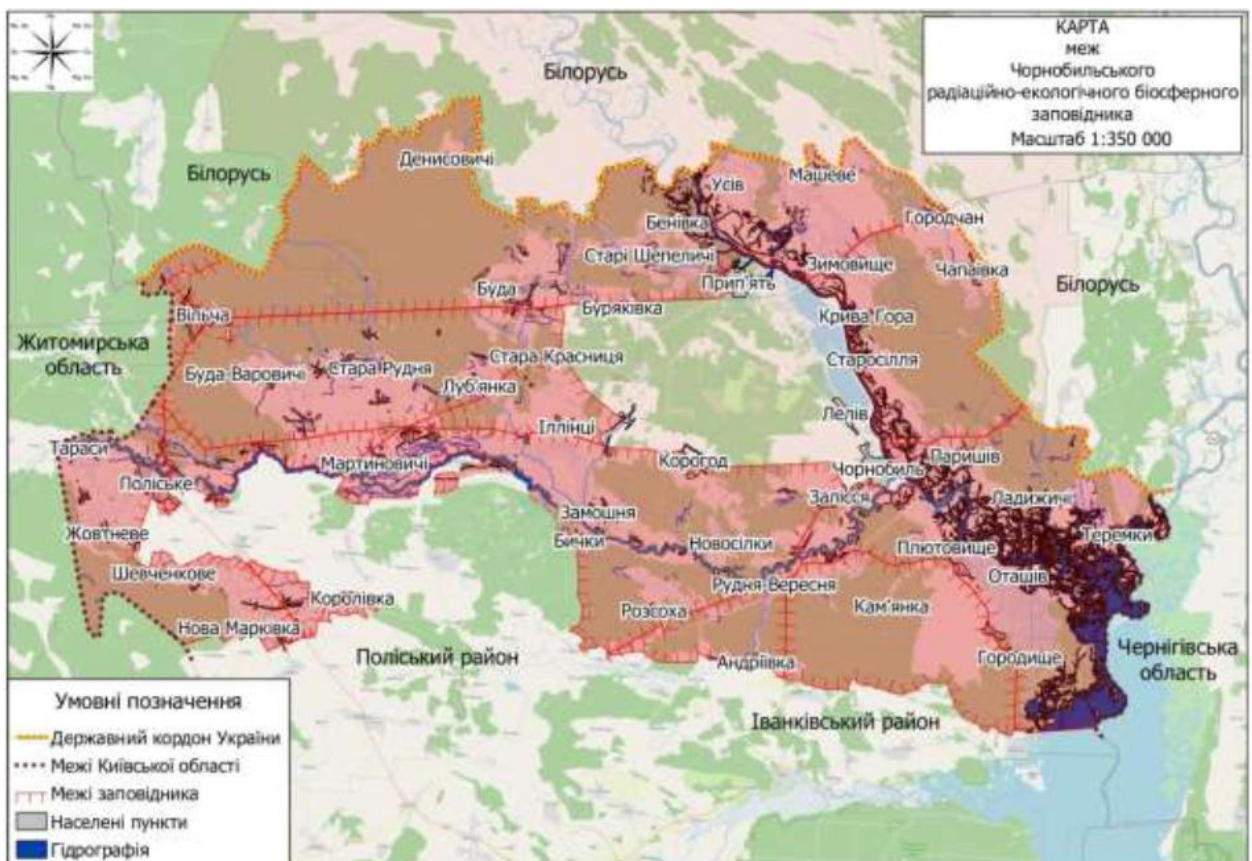 КАРТА
меж
Чорнобильського
радіаційно-екологічного біосферного
заповідника
Масштаб 1:350 000
Білорусь
Білорусь
Денисовичі
Усів
Машеве
Бенівка
Городчан
Старі Шепеличі
Зимовище
Чапаївка
Прип'ять
Білорусь
Буда
Буряківка
Вільча
Крива Гора
Житомирська
область
Стара Красниця
Старосілля
Буда Варовичі
Стара Рудня
Луб'янка
Лелів
Іллінці
Тараси
Корогод
Паришів
Мартиновичі
Чорнобиль
Поліське
Залісся
Ладижичі
Замошня
Жовтневе
Теремки
Бички
Новосілки
Плютовище
Шевченкове
Рудня-Вересня
Оташів
Королівка
Розсоха
Кам'янка
Нова Марківка
Чернігівська
область
Поліський район
Андріївка
Городище
Іванківський район
Умовні позначення
Державний кордон України
Межі Київської області
Межі заповідника
Населені пункти
Гідрографія